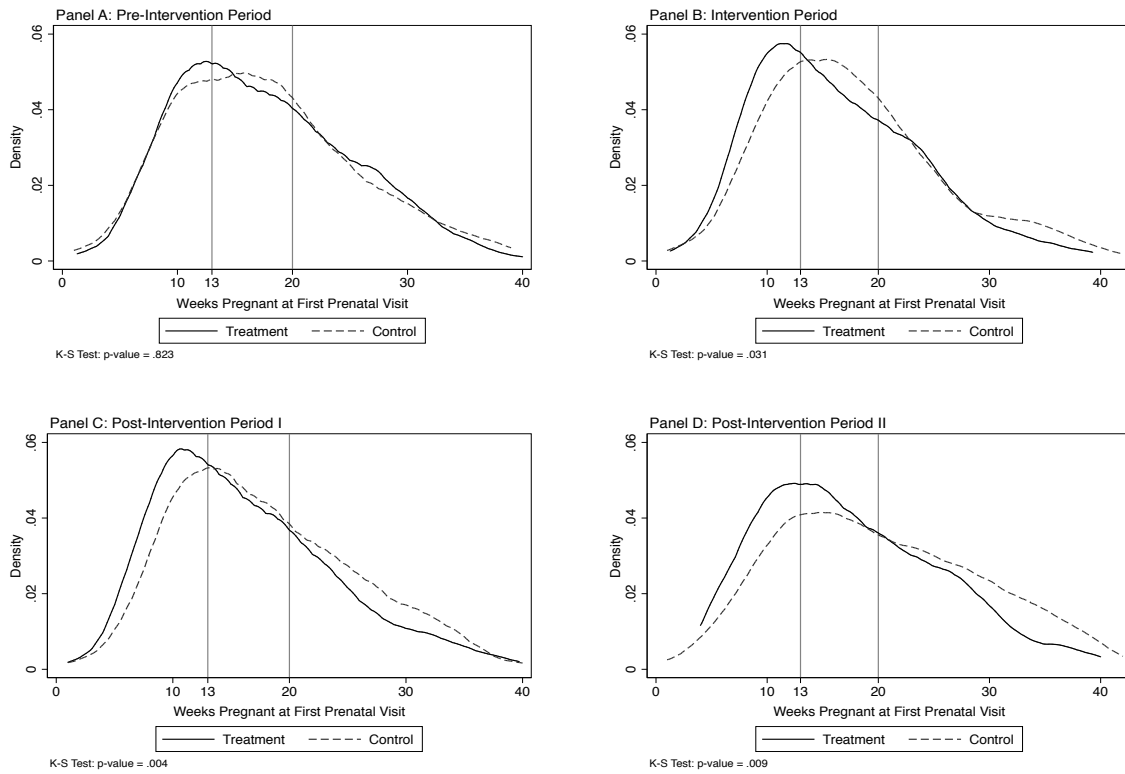 Panel A: Pre-Intervention Period
Density
0 .02 .04 .06
0 10 13 20 30 40
Weeks Pregnant at First Prenatal Visit
Treatment Control
K-S Test: p-value = .823
Panel B: Intervention Period
Density
0 .02 .04 .06
0 10 13 20 30 40
Weeks Pregnant at First Prenatal Visit
Treatment Control
K-S Test: p-value = .031
Panel C: Post-Intervention Period I
Density
0 .02 .04 .06
0 10 13 20 30 40
Weeks Pregnant at First Prenatal Visit
Treatment Control
K-S Test: p-value = .004
Panel D: Post-Intervention Period II
Density
0 .02 .04 .06
0 10 13 20 30 40
Weeks Pregnant at First Prenatal Visit
Treatment Control
K-S Test: p-value = .009